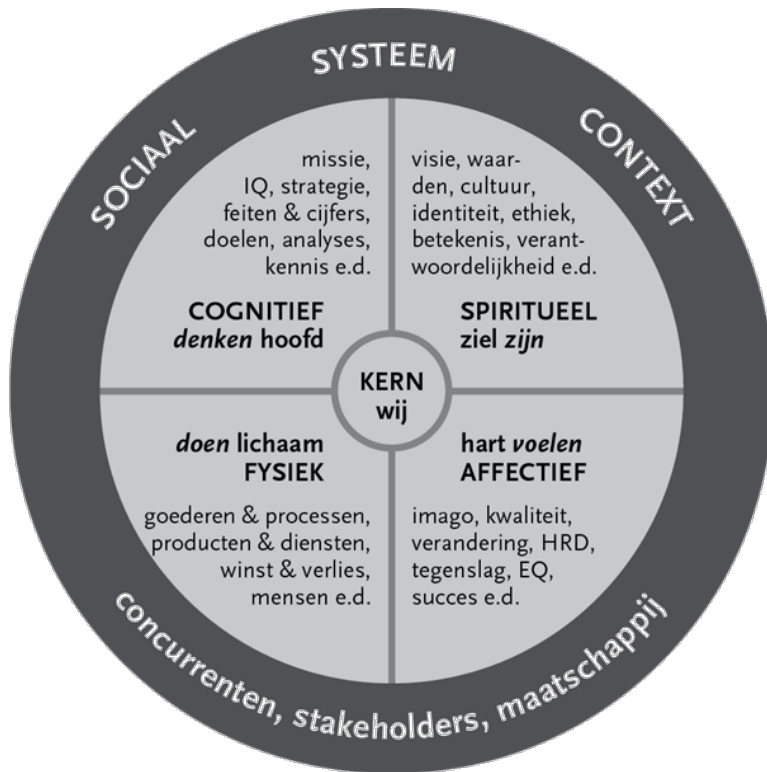 SOCIAAL SYSTEEM CONTEXT
missie,
IQ, strategie,
feiten & cijfers,
doelen, analyses,
kennis e.d.
COGNITIEF
denken hoofd
visie, waar-
den, cultuur,
identiteit, ethiek,
betekenis, verant-
woordelijkheid e.d.
SPIRITUEEL
ziel zijn
KERN
wij
doen lichaam
FYSIEK
goederen & processen,
producten & diensten,
winst & verlies,
mensen e.d.
hart voelen
AFFECTIEF
imago, kwaliteit,
verandering, HRD,
tegenslag, EQ,
succes e.d.
concurrenten, stakeholders, maatschappij